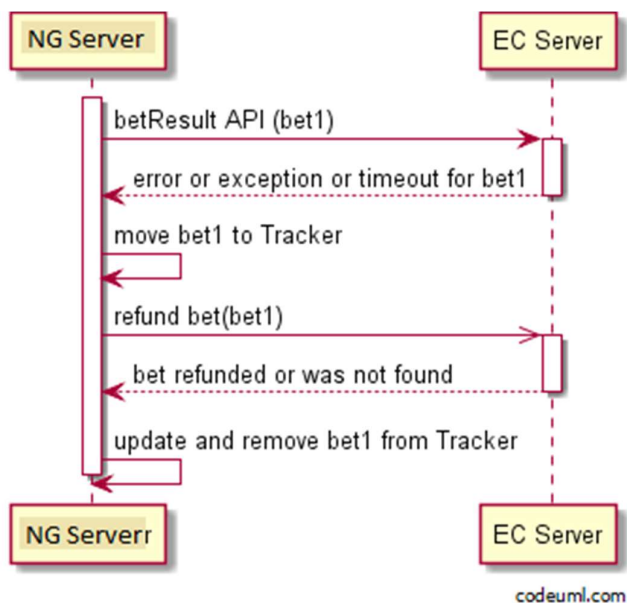 NG Server
EC Server
betResult API (bet1)
error or exception or timeout for bet1
move bet1 to Tracker
refund bet(bet1)
bet refunded or was not found
update and remove bet1 from Tracker
NG Serverr
EC Server
codeuml.com